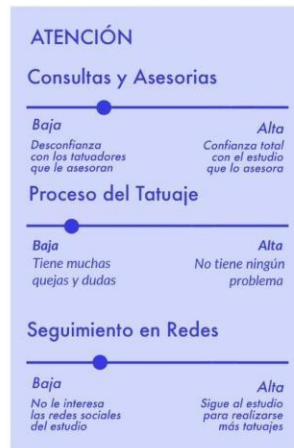 ATENCIÓN
Consultas y Asesorias
Baja
Alta
Desconfianza
con los tatuadores
que le asesoran
Confianza total
con el estudio
que lo asesora
Proceso del Tatuaje
Baja
Alta
Tiene muchas
quejas y dudas
No tiene ningún
problema
Seguimiento en Redes
Baja
Alta
No le interesa
las redes sociales
del estudio
Sigue al estudio
para realizarse
más tatuajes